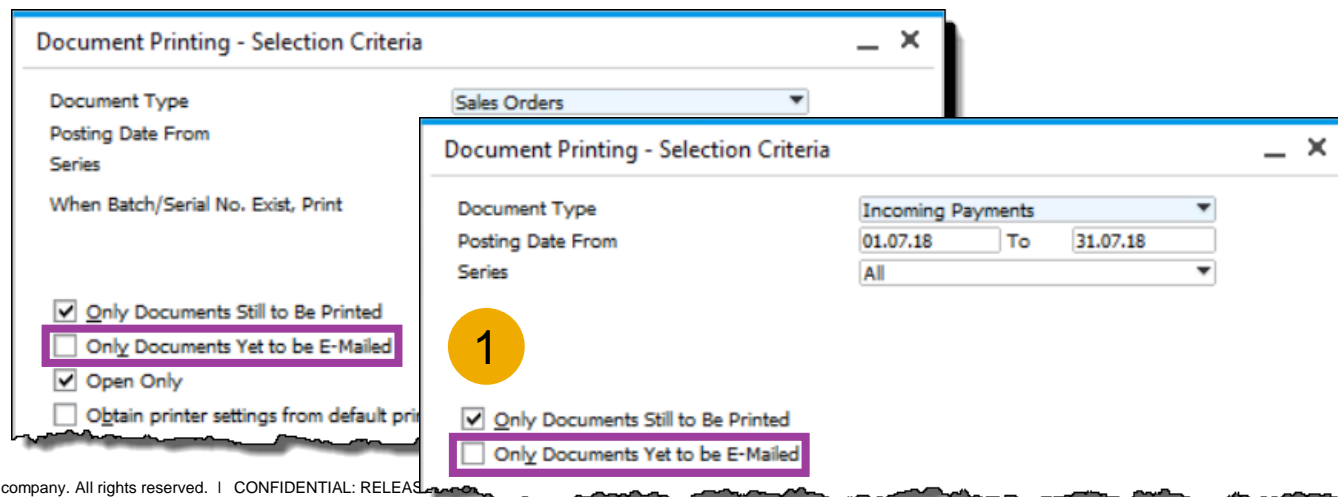 Document Printing - Selection Criteria
Document Type Sales Orders
Posting Date From
Series
When Batch/Serial No. Exist, Print
Only Documents Still to Be Printed
Only Documents Yet to be E-Mailed
Open Only
Obtain printer settings from default
Document Printing - Selection Criteria
Document Type Incoming Payments
Posting Date From 01.07.18 To 31.07.18
Series All
1
Only Documents Still to Be Printed
Only Documents Yet to be E-Mailed
company. All rights reserved. I CONFIDENTIAL: